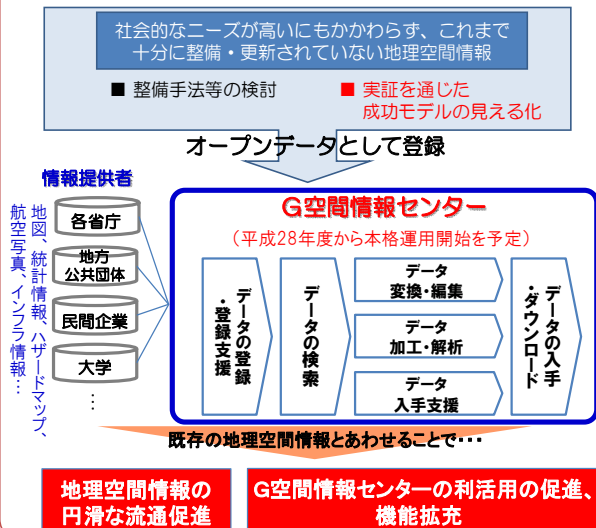 社会的なニーズが高いにもかかわらず、これまで
十分に整備・更新されていない地理空間情報
■ 整備手法等の検討
■ 実証を通じた
成功モデルの見える化
オープンデータとして登録
情報提供者
地図、統計情報、ハザードマップ、
航空写真、インフラ情報…
各省庁
地方
公共団体
民間企業
大学
…
G空間情報センター
(平成28年度から本格運用開始を予定)
データの登録
・登録支援
データの検索
データ
変換・編集
データ
加工・解析
データ
入手支援
データの入手
・ダウンロード
既存の地理空間情報とあわせることで・・・
地理空間情報の
円滑な流通促進
G空間情報センターの利活用の促進、
機能拡充